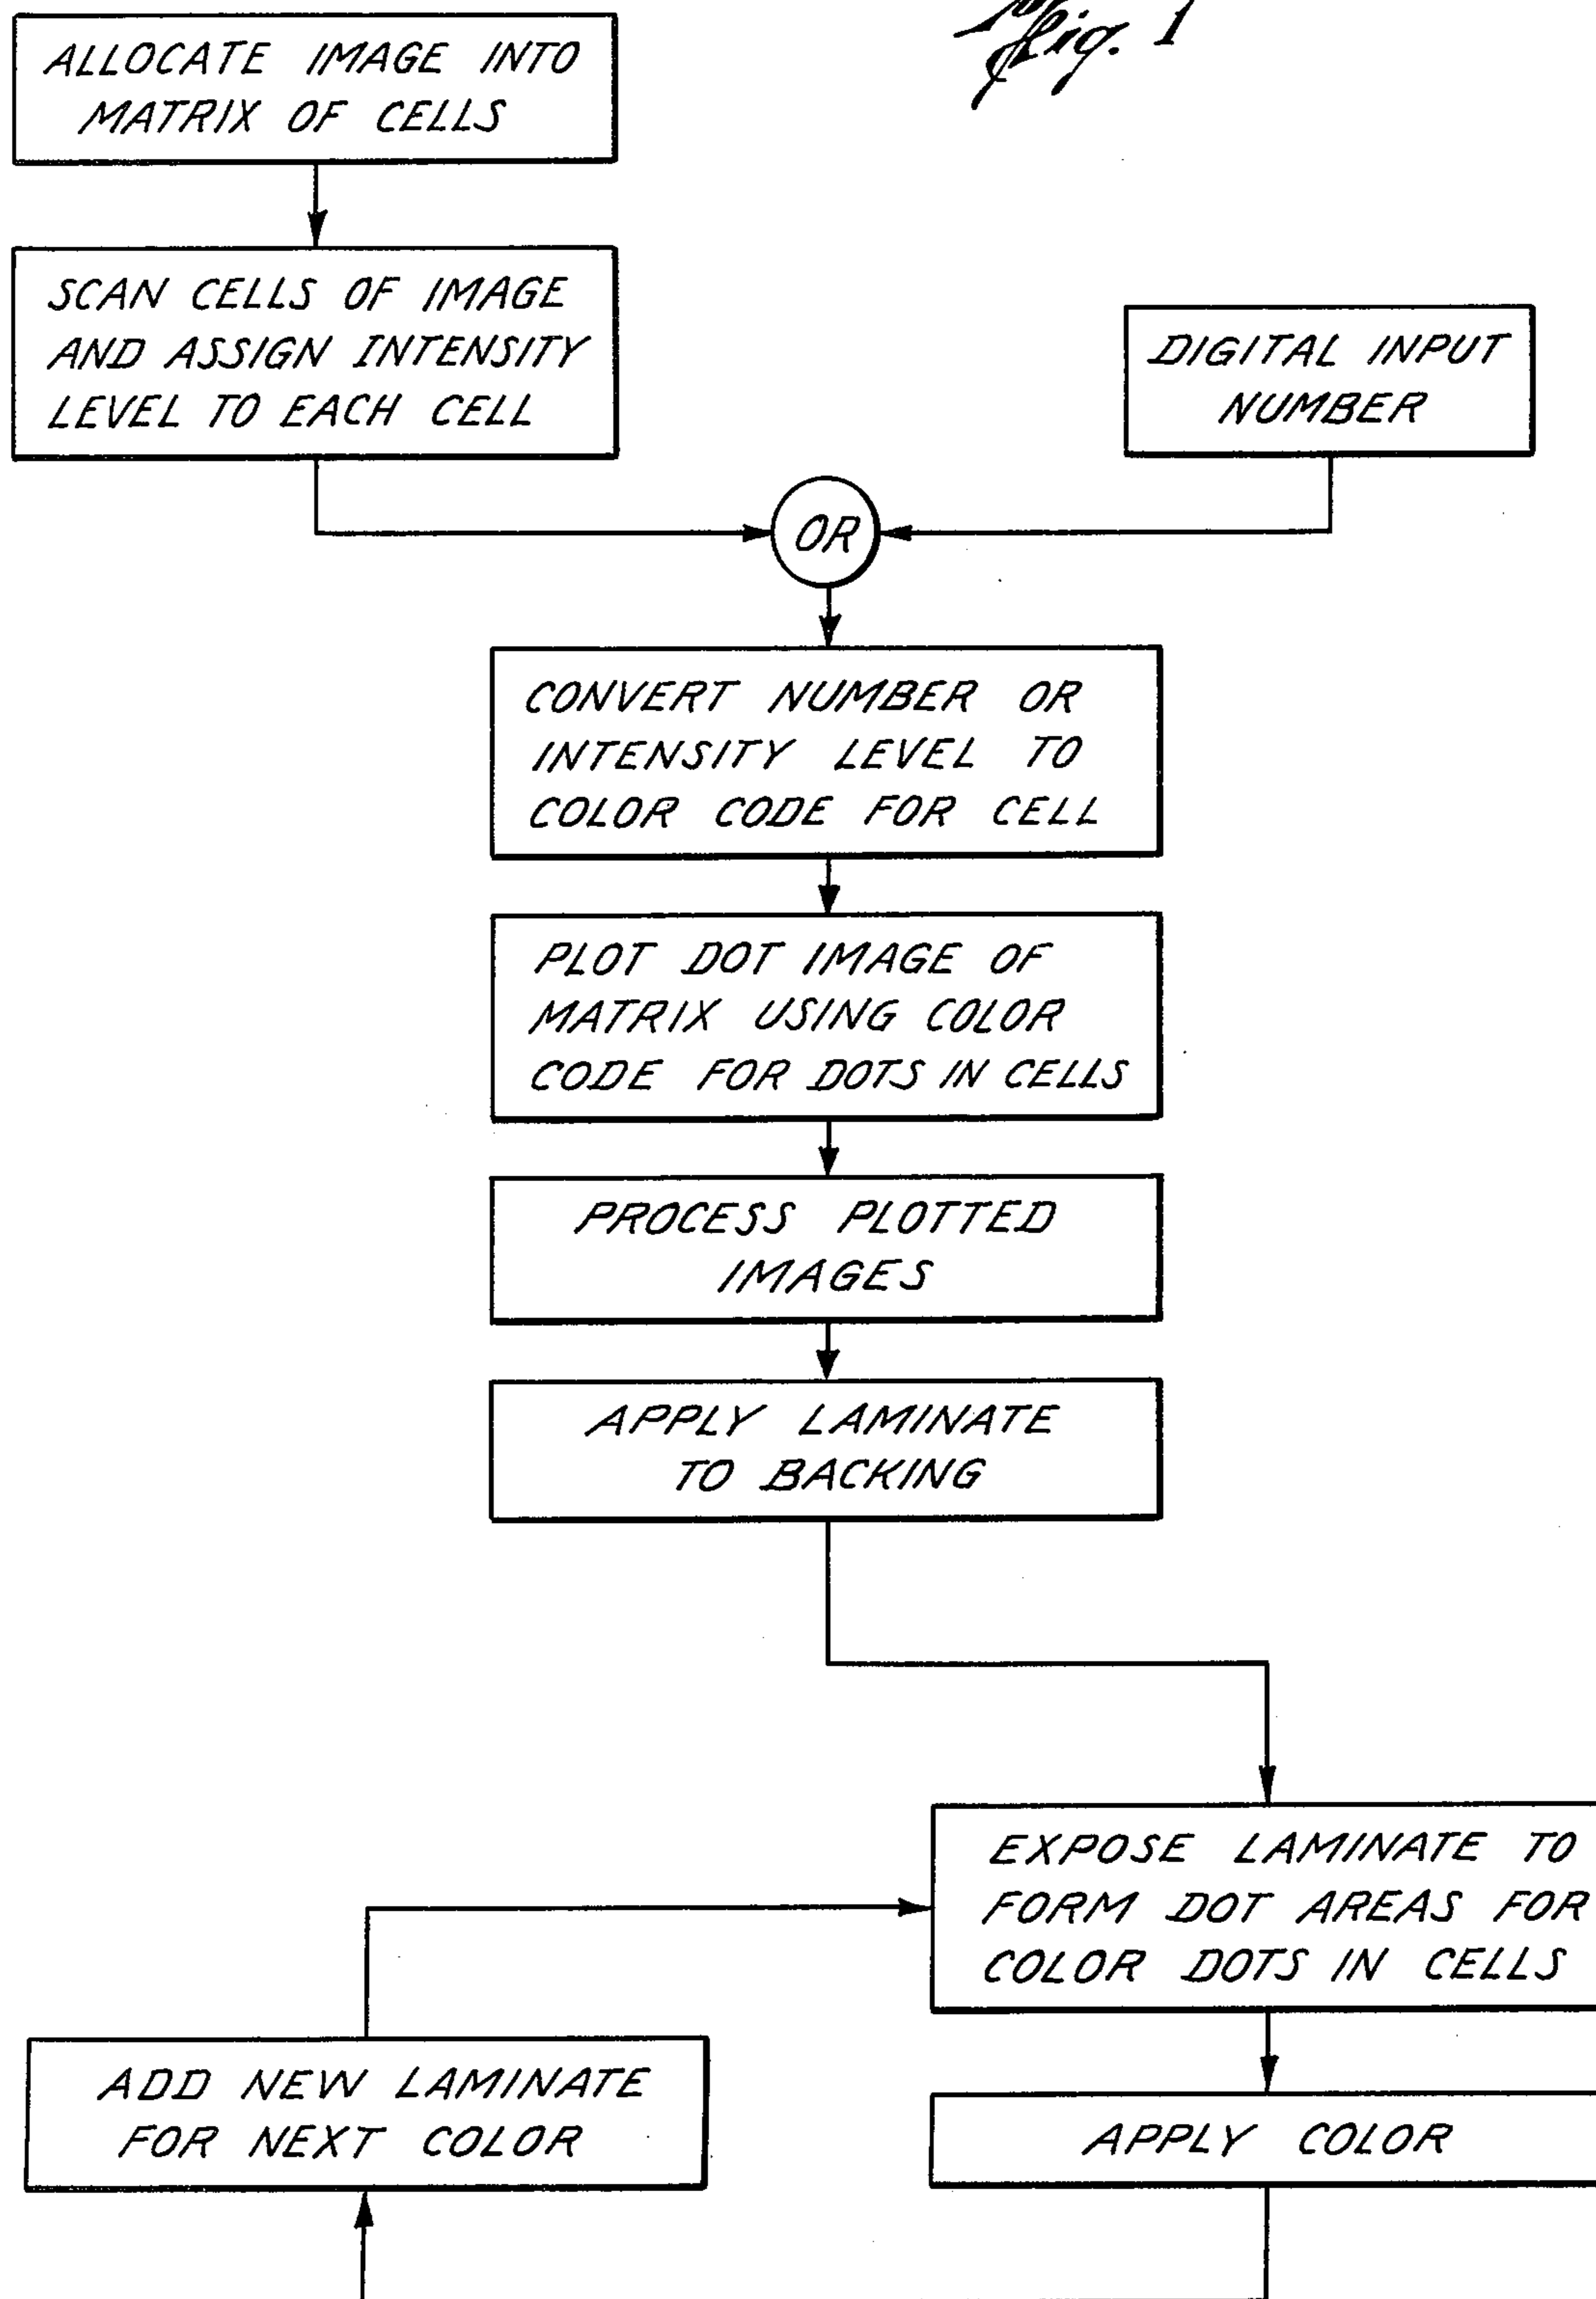 Fig. 1
ALLOCATE IMAGE INTO
MATRIX OF CELLS
SCAN CELLS OF IMAGE
AND ASSIGN INTENSITY
LEVEL TO EACH CELL
DIGITAL INPUT
NUMBER
OR
CONVERT NUMBER OR
INTENSITY LEVEL TO
COLOR CODE FOR CELL
PLOT DOT IMAGE OF
MATRIX USING COLOR
CODE FOR DOTS IN CELLS
PROCESS PLOTTED
IMAGES
APPLY LAMINATE
TO BACKING
EXPOSE LAMINATE TO
FORM DOT AREAS FOR
COLOR DOTS IN CELLS
ADD NEW LAMINATE
FOR NEXT COLOR
APPLY COLOR